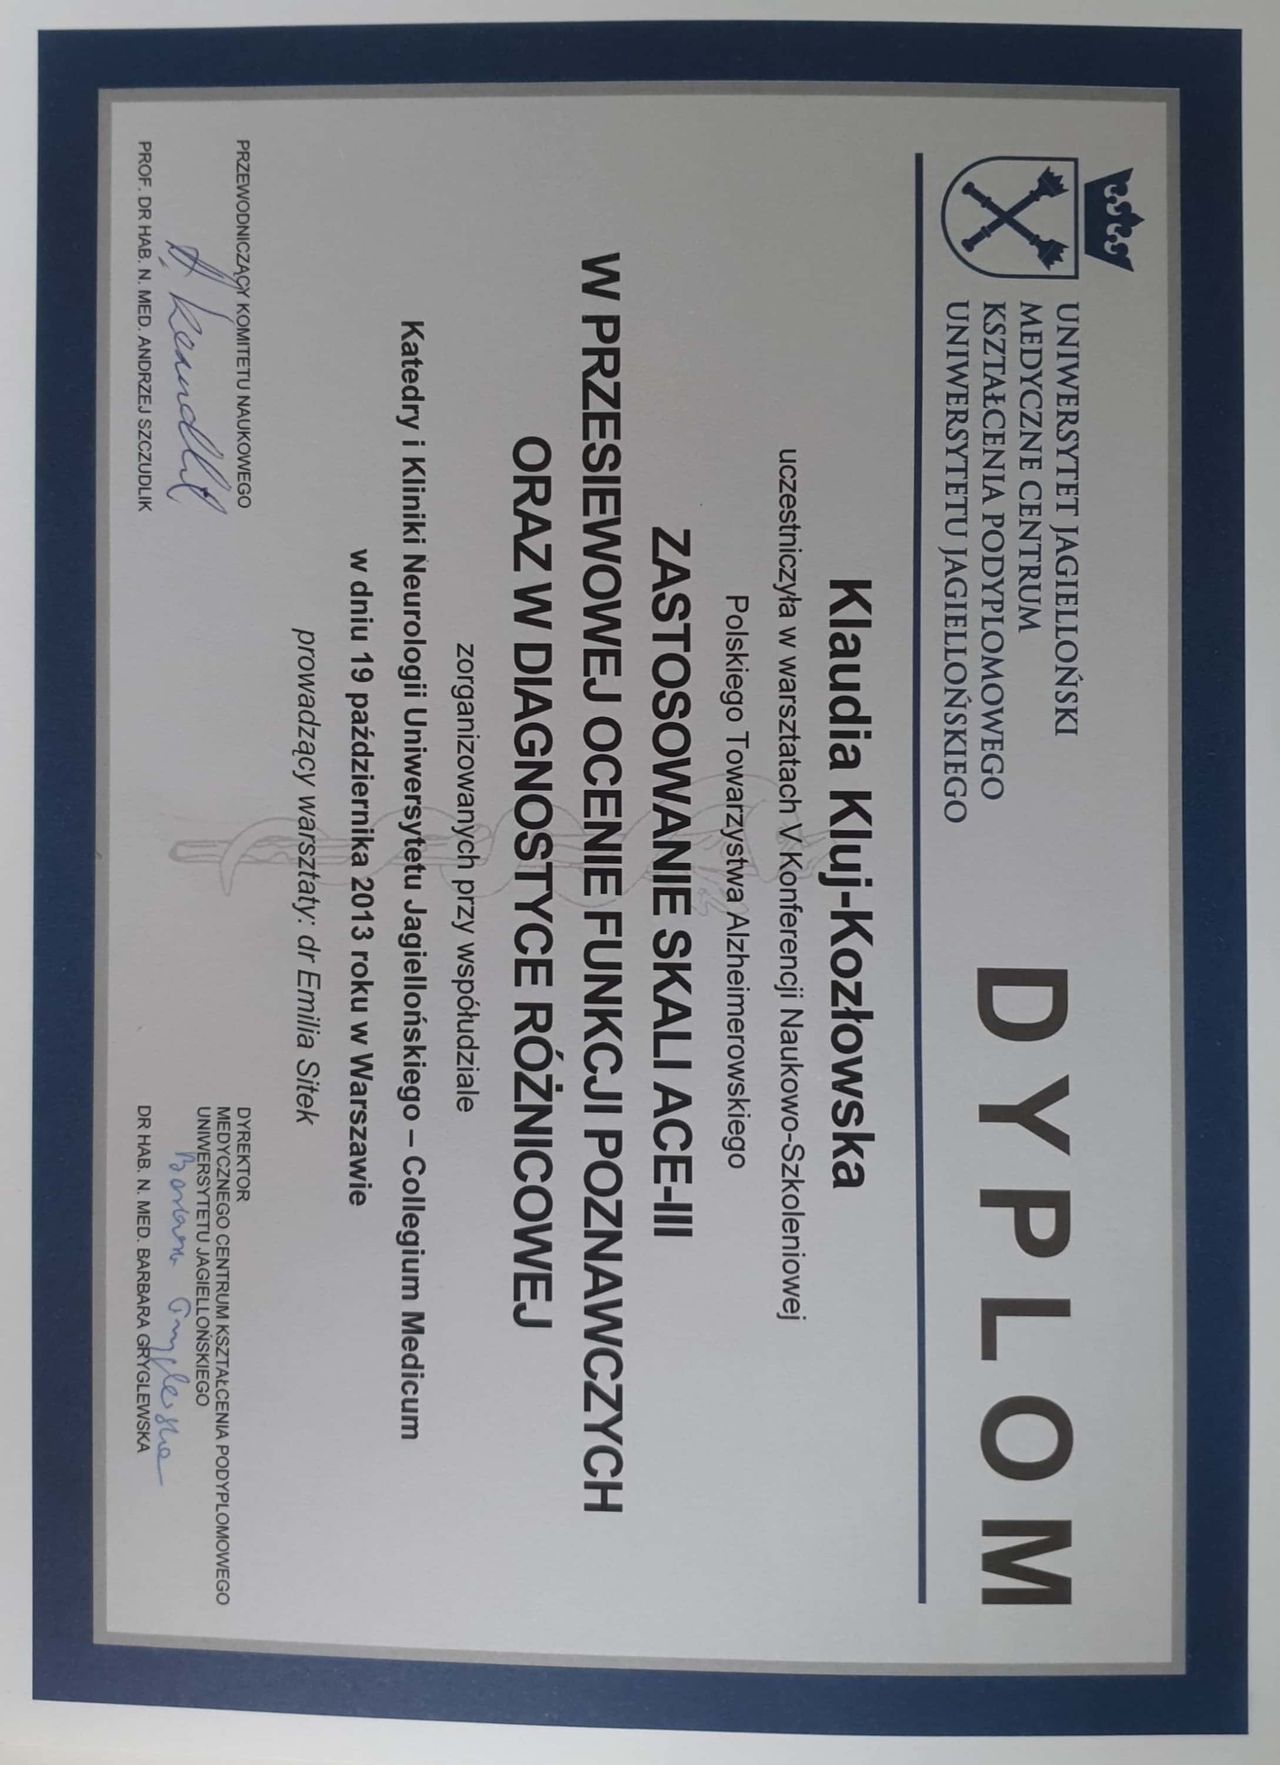 UNIWERSYTET JAGIELLOŃSKI
MEDYCZNE CENTRUM
KSZTAŁCENIA PODYPLOMOWEGO
UNIWERSYTETU JAGIELLOŃSKIEGO
DYPLOM
Klaudia Kluj-Kozłowska
uczestniczyła w warsztatach V Konferencji Naukowo-Szkoleniowej
Polskiego Towarzystwa Alzheimerowskiego
ZASTOSOWANIE SKALI ACE-III
W PRZESIEWOWEJ OCENIE FUNKCJI POZNAWCZYCH
ORAZ W DIAGNOSTYCE RÓŻNICOWEJ
zorganizowanych przy współudziale
Katedry i Kliniki Neurologii Uniwersytetu Jagiellońskiego – Collegium Medicum
w dniu 19 października 2013 roku w Warszawie
prowadzący warsztaty: dr Emilia Sitek
PRZEWODNICZĄCY KOMITETU NAUKOWEGO
PROF. DR HAB. N. MED. ANDRZEJ SZCZUDLIK
DYREKTOR
MEDYCZNEGO CENTRUM KSZTAŁCENIA PODYPLOMOWEGO
UNIWERSYTETU JAGIELLOŃSKIEGO
Barbara Gryglewska
DR HAB. N. MED. BARBARA GRYGLEWSKA